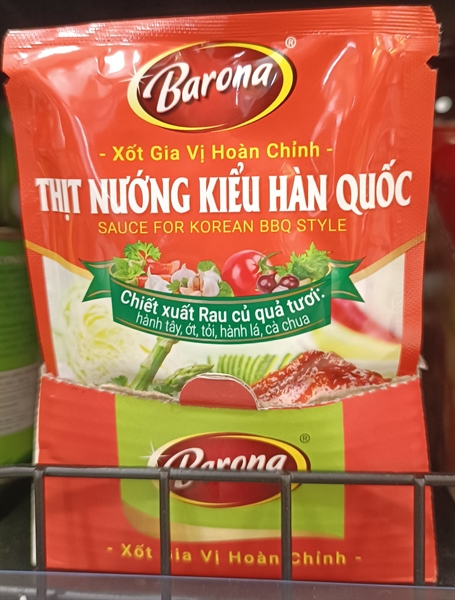 Barona ®
- Xốt Gia Vị Hoàn Chỉnh -
THỊT NƯỚNG KIỂU HÀN QUỐC
SAUCE FOR KOREAN BBQ STYLE
Chiết xuất Rau củ quả tươi:
hành tây, ớt, tỏi, hành lá, cà chua
Barona ®
- Xốt Gia Vị Hoàn Chỉnh -